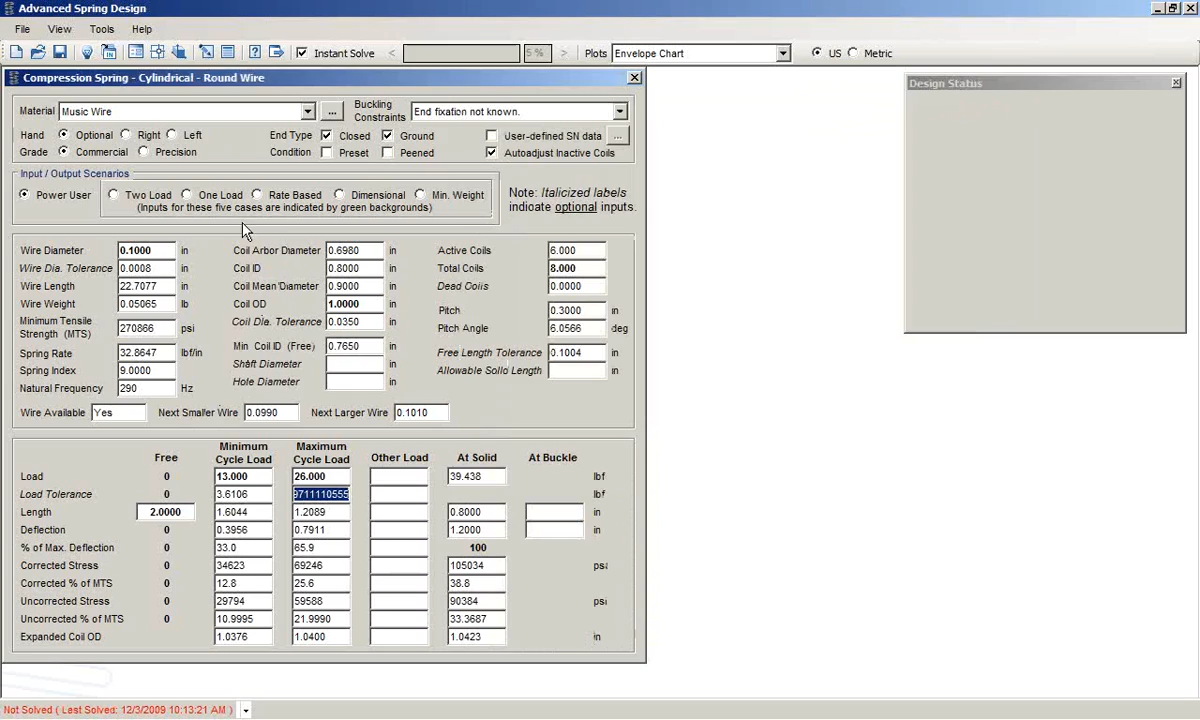 Advanced Spring Design
File View Tools Help
Instant Solve < 5 % > Plots Envelope Chart US Metric
Compression Spring - Cylindrical - Round Wire
Design Status
Material Music Wire ... Buckling Constraints End fixation not known.
Hand Optional Right Left End Type Closed Ground User-defined SN data ...
Grade Commercial Precision Condition Preset Peened Autoadjust Inactive Coils
Input / Output Scenarios
Power User Two Load One Load Rate Based Dimensional Min. Weight
(Inputs for these five cases are indicated by green backgrounds)
Note: Italicized labels
indicate optional inputs.
Wire Diameter 0.1000 in Coil Arbor Diameter 0.6980 in Active Coils 6.000
Wire Dia. Tolerance 0.0008 in Coil ID 0.8000 in Total Coils 8.000
Wire Length 22.7077 in Coil Mean Diameter 0.9000 in Dead Coils 0.0000
Wire Weight 0.05065 lb Coil OD 1.0000 in Pitch 0.3000 in
Minimum Tensile
Strength (MTS) 270866 psi Coil Dia. Tolerance 0.0350 in Pitch Angle 6.0566 deg
Spring Rate 32.8647 lbf/in Min Coil ID (Free) 0.7650 in Free Length Tolerance 0.1004 in
Spring Index 9.0000 Shaft Diameter in Allowable Solid Length in
Natural Frequency 290 Hz Hole Diameter in
Wire Available Yes Next Smaller Wire 0.0990 Next Larger Wire 0.1010
Free Minimum Cycle Load Maximum Cycle Load Other Load At Solid At Buckle
Load 0 13.000 26.000 39.438 lbf
Load Tolerance 0 3.6106 9711110555 lbf
Length 2.0000 1.6044 1.2089 0.8000 in
Deflection 0 0.3956 0.7911 1.2000 in
% of Max. Deflection 0 33.0 65.9 100
Corrected Stress 0 34623 69246 105034 psi
Corrected % of MTS 0 12.8 25.6 38.8
Uncorrected Stress 0 29794 59588 90384 psi
Uncorrected % of MTS 0 10.9995 21.9990 33.3687
Expanded Coil OD 1.0376 1.0400 1.0423 in
Not Solved ( Last Solved: 12/3/2009 10:13:21 AM )